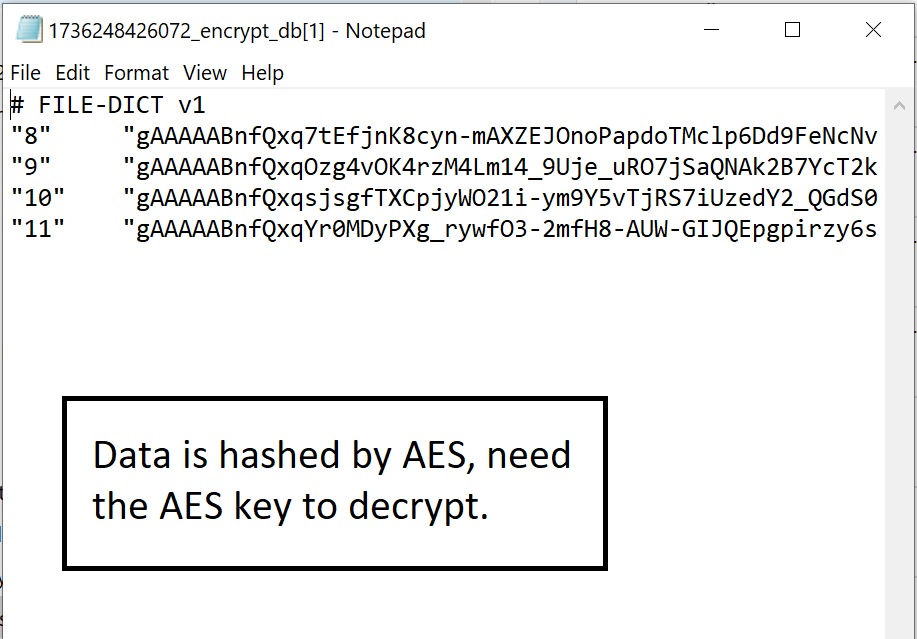 1736248426072_encrypt_db[1] - Notepad
File Edit Format View Help
# FILE-DICT v1
"8" "gAAAAABnfQxq7tEfjnK8cyn-mAXZEJOnoPapdoTMclp6Dd9FeNcNv
"9" "gAAAAABnfQxqOzg4vOK4rzM4Lm14_9Uje_uRO7jSaQNAk2B7YcT2k
"10" "gAAAAABnfQxqsjsgfTXCpjyWO21i-ym9Y5vTjRS7iUzedY2_QGdS0
"11" "gAAAAABnfQxqYr0MDyPXg_rywfO3-2mfH8-AUW-GIJQEpgpirzy6s
Data is hashed by AES, need
the AES key to decrypt.